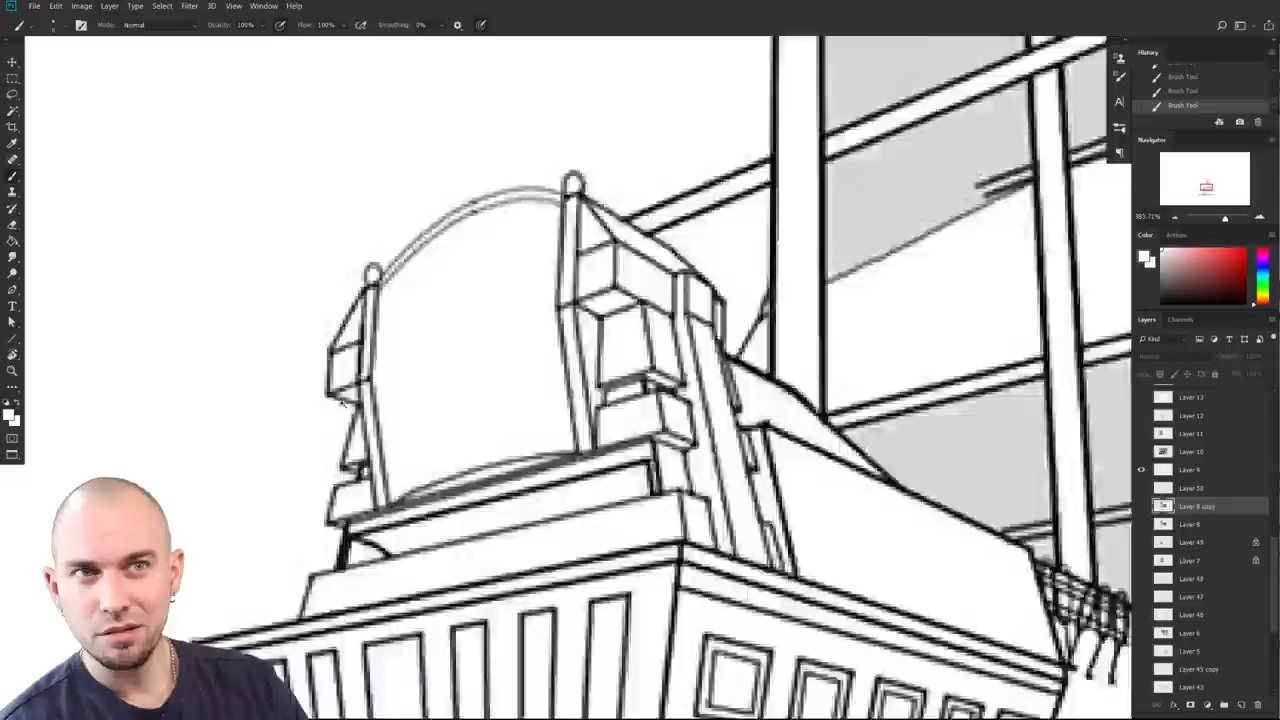 Ps File Edit Image Layer Type Select Filter 3D View Window Help
Mode: Normal Opacity: 100% Flow: 100% Smoothing: 0%
History
Brush Tool
Brush Tool
Brush Tool
Navigator
Color Actions
Layers Channels
Kind
Normal
Layer 13
Layer 12
Layer 11
Layer 10
Layer 9
Layer 50
Layer 8 copy
Layer 8
Layer 49
Layer 7
Layer 48
Layer 47
Layer 46
Layer 6
Layer 5
Layer 45 copy
Layer 43